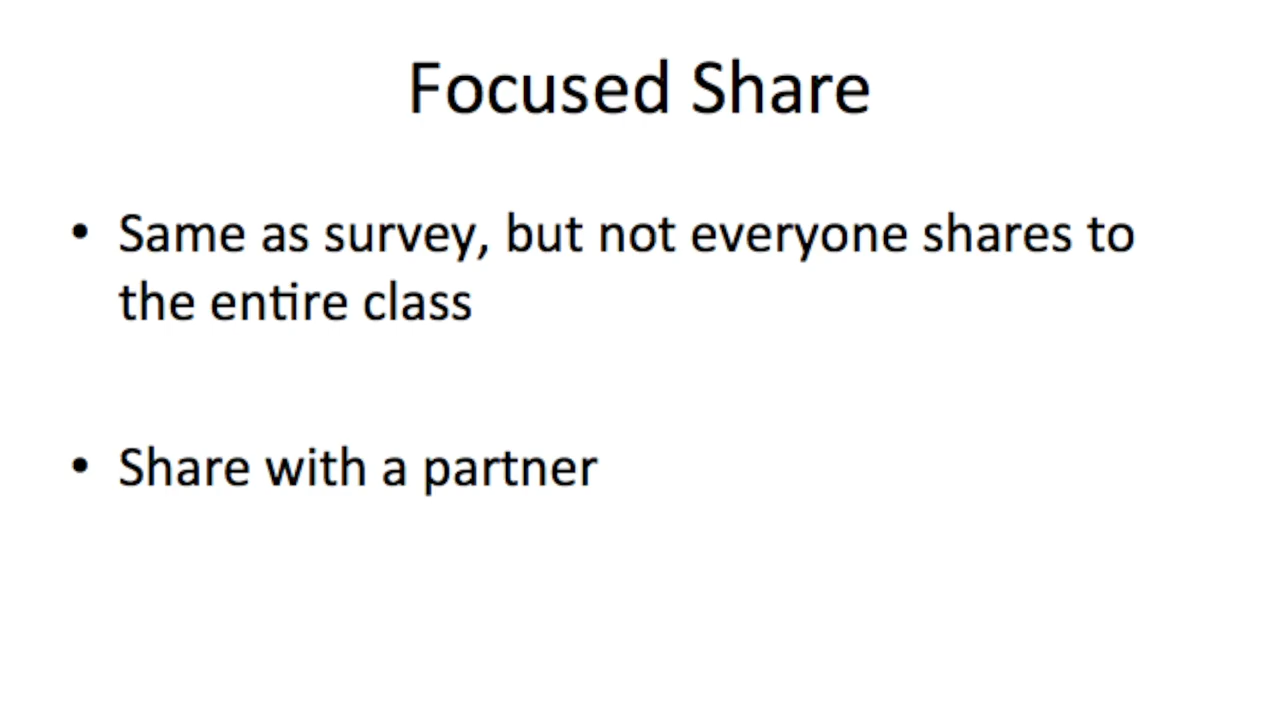 Focused Share
• Same as survey, but not everyone shares to
the entire class
• Share with a partner